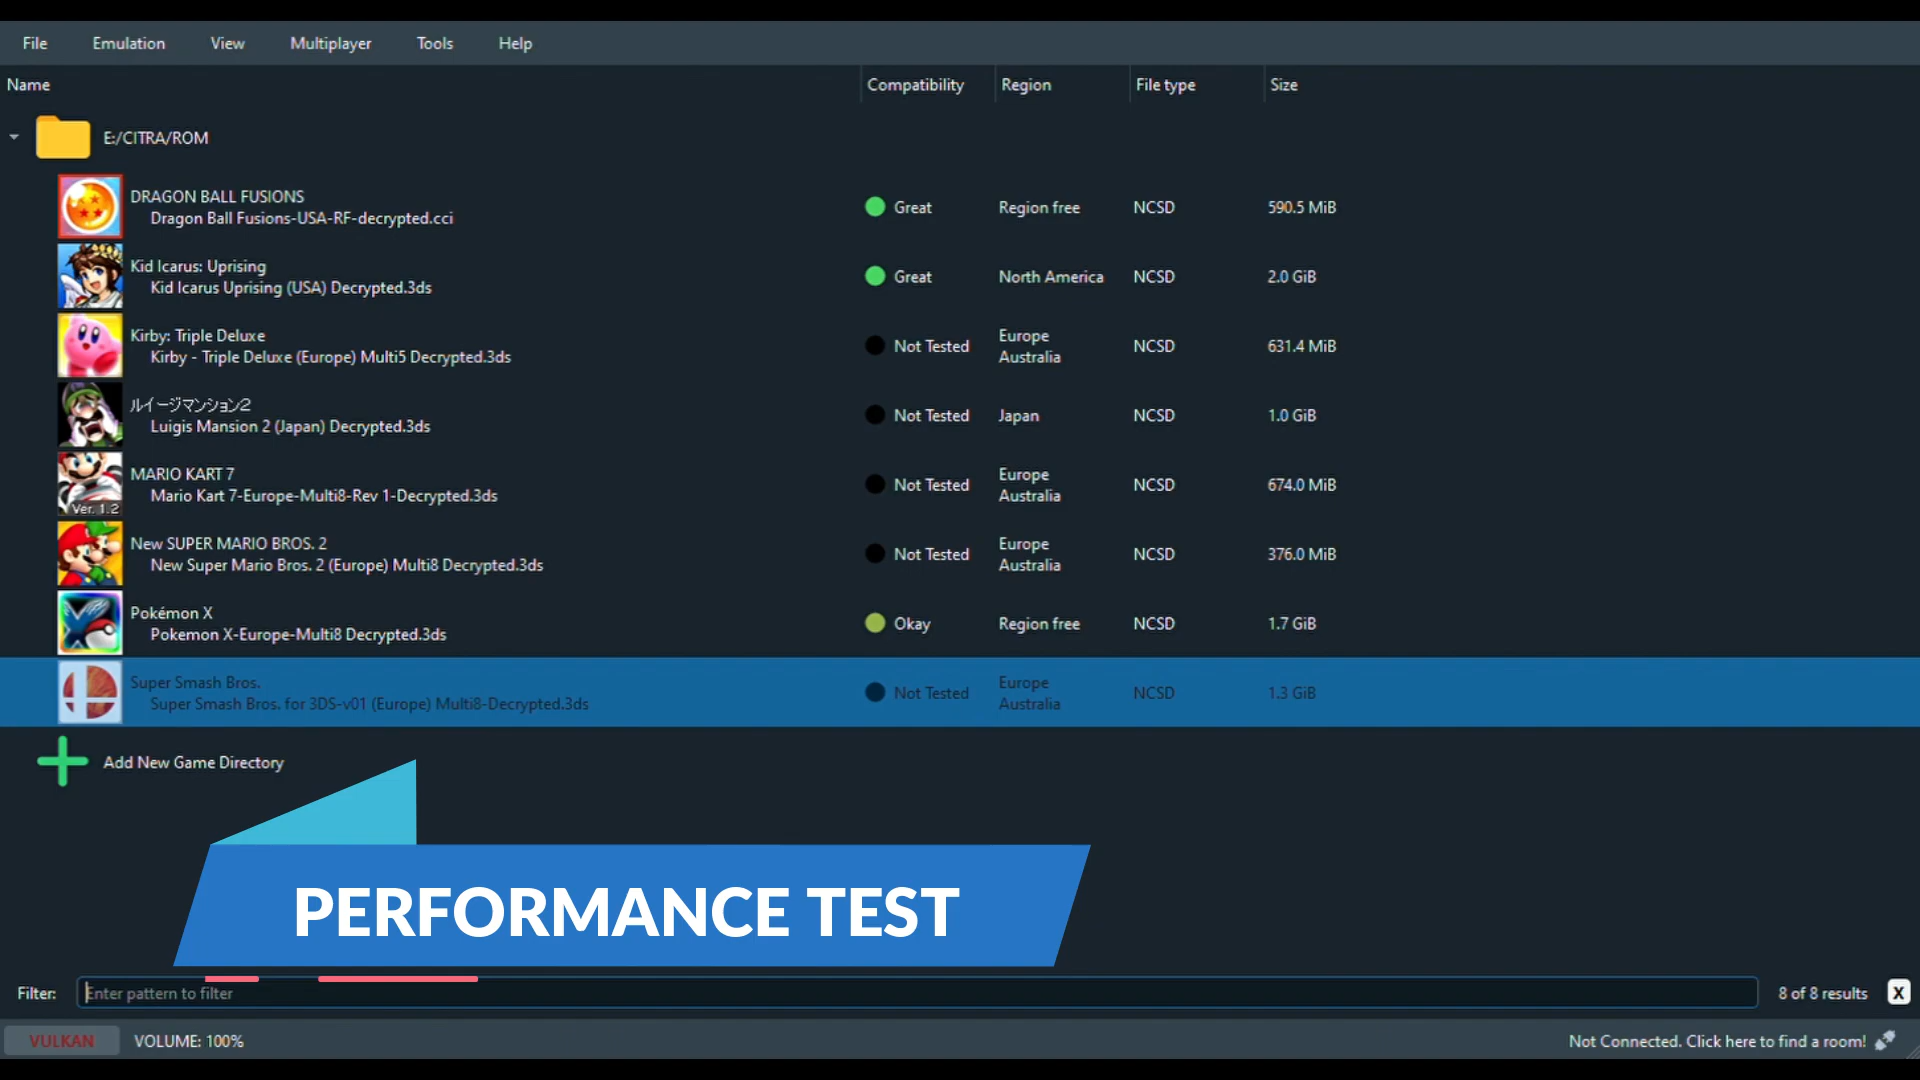 File Emulation View Multiplayer Tools Help
Name Compatibility Region File type Size
E:/CITRA/ROM
DRAGON BALL FUSIONS
Dragon Ball Fusions-USA-RF-decrypted.cci
Great Region free NCSD 590.5 MiB
Kid Icarus: Uprising
Kid Icarus Uprising (USA) Decrypted.3ds
Great North America NCSD 2.0 GiB
Kirby: Triple Deluxe
Kirby - Triple Deluxe (Europe) Multi5 Decrypted.3ds
Not Tested Europe
Australia NCSD 631.4 MiB
ルイージマンション2
Luigis Mansion 2 (Japan) Decrypted.3ds
Not Tested Japan NCSD 1.0 GiB
Ver. 1.2
MARIO KART 7
Mario Kart 7-Europe-Multi8-Rev 1-Decrypted.3ds
Not Tested Europe
Australia NCSD 674.0 MiB
New SUPER MARIO BROS. 2
New Super Mario Bros. 2 (Europe) Multi8 Decrypted.3ds
Not Tested Europe
Australia NCSD 376.0 MiB
Pokémon X
Pokemon X-Europe-Multi8 Decrypted.3ds
Okay Region free NCSD 1.7 GiB
Super Smash Bros.
Super Smash Bros. for 3DS-v01 (Europe) Multi8-Decrypted.3ds
Not Tested Europe
Australia NCSD 1.3 GiB
Add New Game Directory
PERFORMANCE TEST
Filter: Enter pattern to filter 8 of 8 results X
VULKAN VOLUME: 100% Not Connected. Click here to find a room!